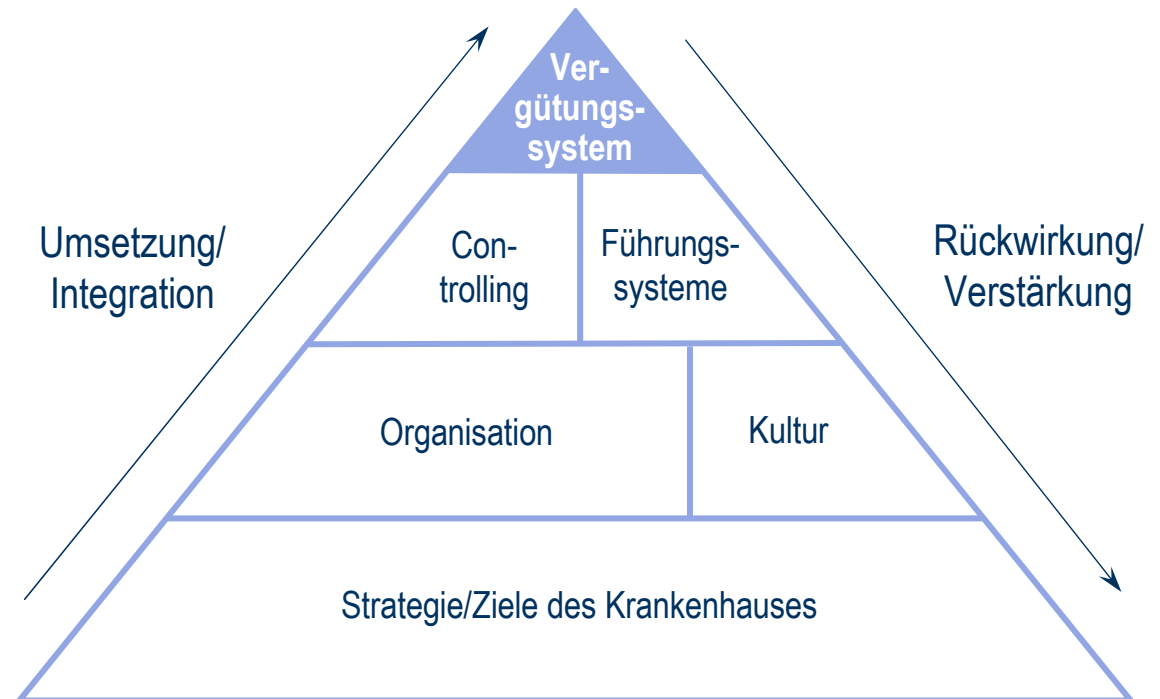 Ver-
gütungs-
system
Umsetzung/
Integration
Con-
trolling
Führungs-
systeme
Rückwirkung/
Verstärkung
Organisation
Kultur
Strategie/Ziele des Krankenhauses